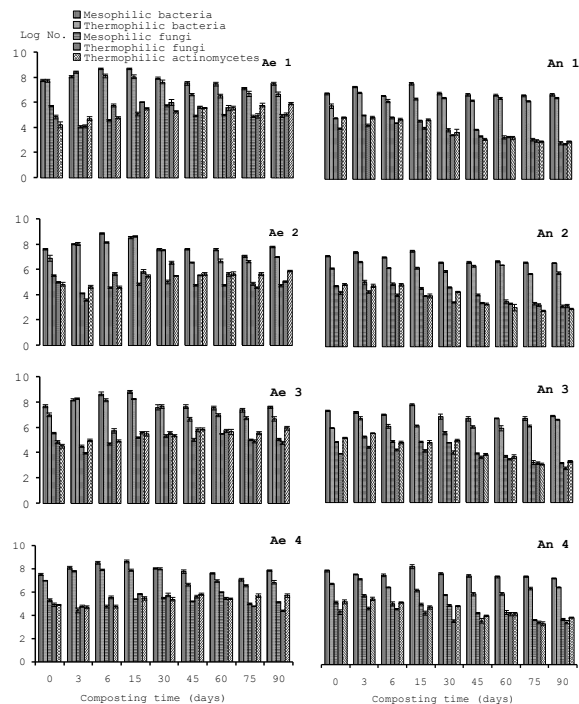 Mesophilic bacteria
Thermophilic bacteria
Mesophilic fungi
Thermophilic fungi
Thermophilic actinomycetes
Log No.
Ae 1
10
8
6
4
2
0
An 1
Ae 2
10
8
6
4
2
0
An 2
Ae 3
10
8
6
4
2
0
An 3
Ae 4
10
8
6
4
2
0
An 4
0 3 6 15 30 45 60 75 90
Composting time (days)
0 3 6 15 30 45 60 75 90
Composting time (days)